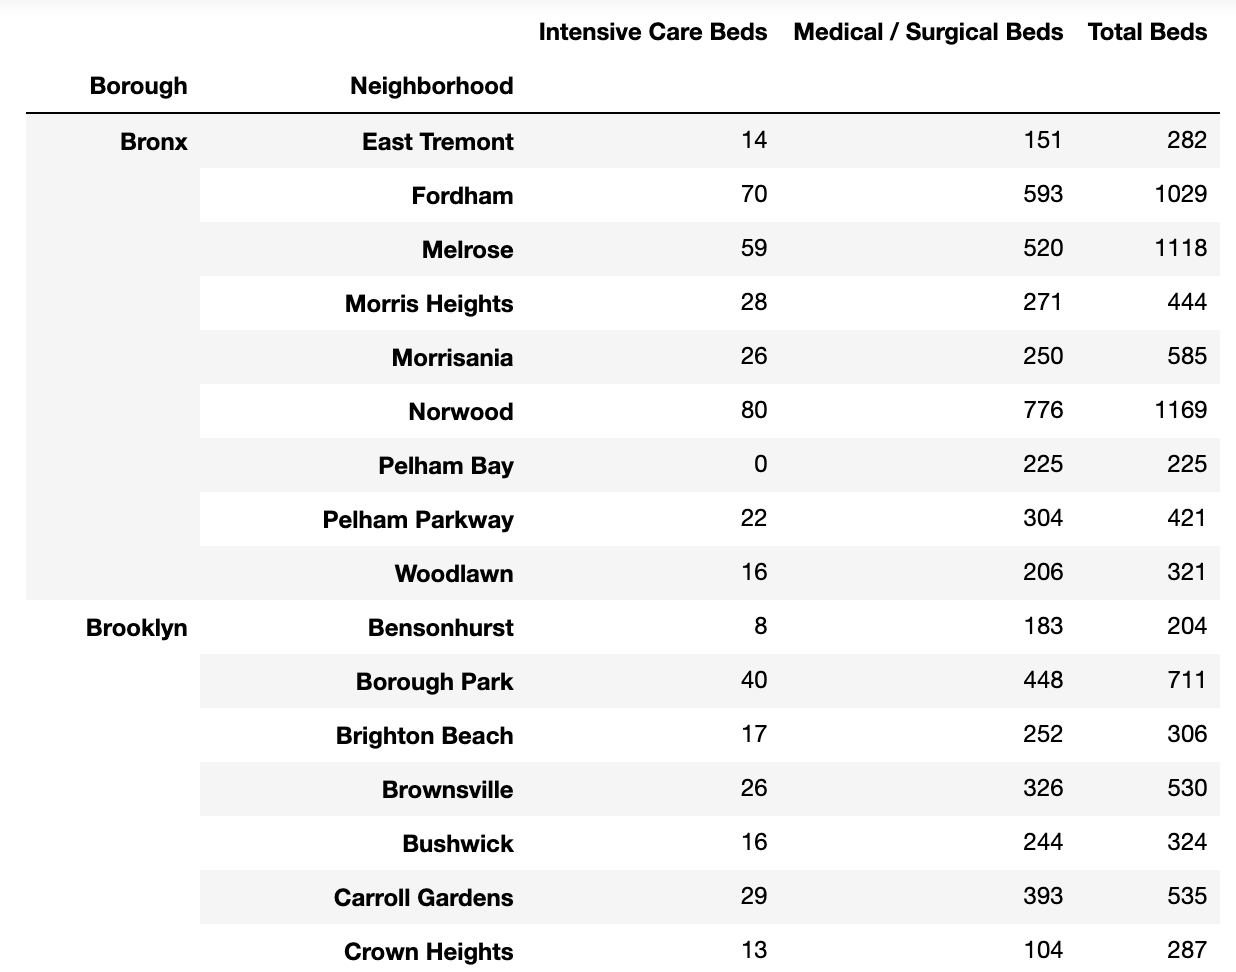 Intensive Care Beds Medical / Surgical Beds Total Beds
Borough Neighborhood
Bronx East Tremont 14 151 282
Fordham 70 593 1029
Melrose 59 520 1118
Morris Heights 28 271 444
Morrisania 26 250 585
Norwood 80 776 1169
Pelham Bay 0 225 225
Pelham Parkway 22 304 421
Woodlawn 16 206 321
Brooklyn Bensonhurst 8 183 204
Borough Park 40 448 711
Brighton Beach 17 252 306
Brownsville 26 326 530
Bushwick 16 244 324
Carroll Gardens 29 393 535
Crown Heights 13 104 287